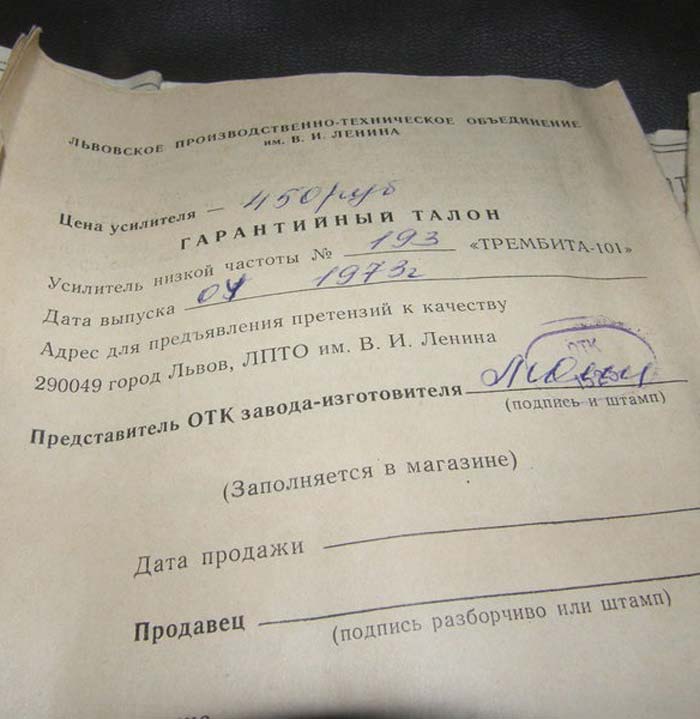 ЛЬВОВСКОЕ ПРОИЗВОДСТВЕННО-ТЕХНИЧЕСКОЕ ОБЪЕДИНЕНИЕ
ИМ. В. И. ЛЕНИНА
Цена усилителя — 450 руб
ГАРАНТИЙНЫЙ ТАЛОН
Усилитель низкой частоты № 193 «ТРЕМБИТА-101»
Дата выпуска 04 1973г
Адрес для предъявления претензий к качеству
290049 город Львов, ЛПТО им. В. И. Ленина
ОТК
Представитель ОТК завода-изготовителя
(подпись и штамп)
(Заполняется в магазине)
Дата продажи
Продавец
(подпись разборчиво или штамп)